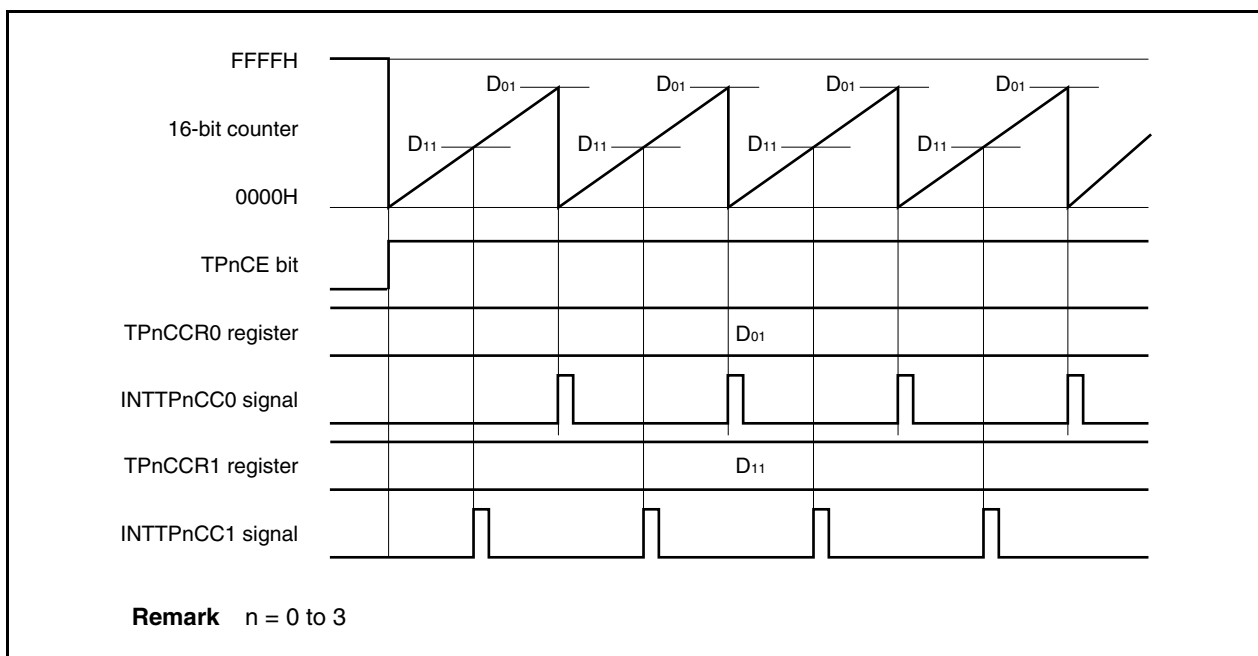 FFFFH
D01 D01 D01 D01
16-bit counter
D11 D11 D11 D11
0000H
TPnCE bit
TPnCCR0 register
D01
INTTPnCC0 signal
TPnCCR1 register
D11
INTTPnCC1 signal
Remark n = 0 to 3